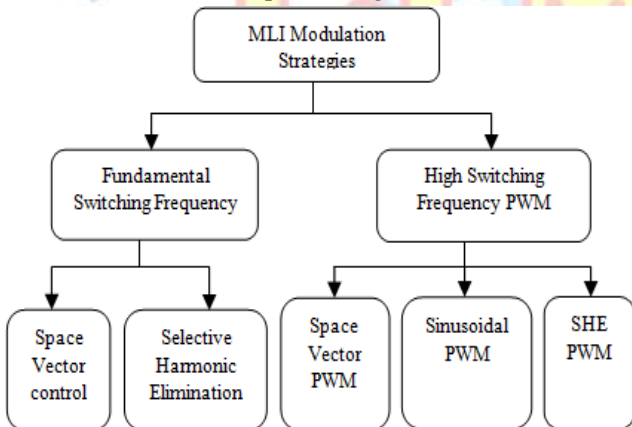 MLI Modulation
Strategies
Fundamental
Switching Frequency
High Switching
Frequency PWM
Space
Vector
control
Selective
Harmonic
Elimination
Space
Vector
PWM
Sinusoidal
PWM
SHE
PWM